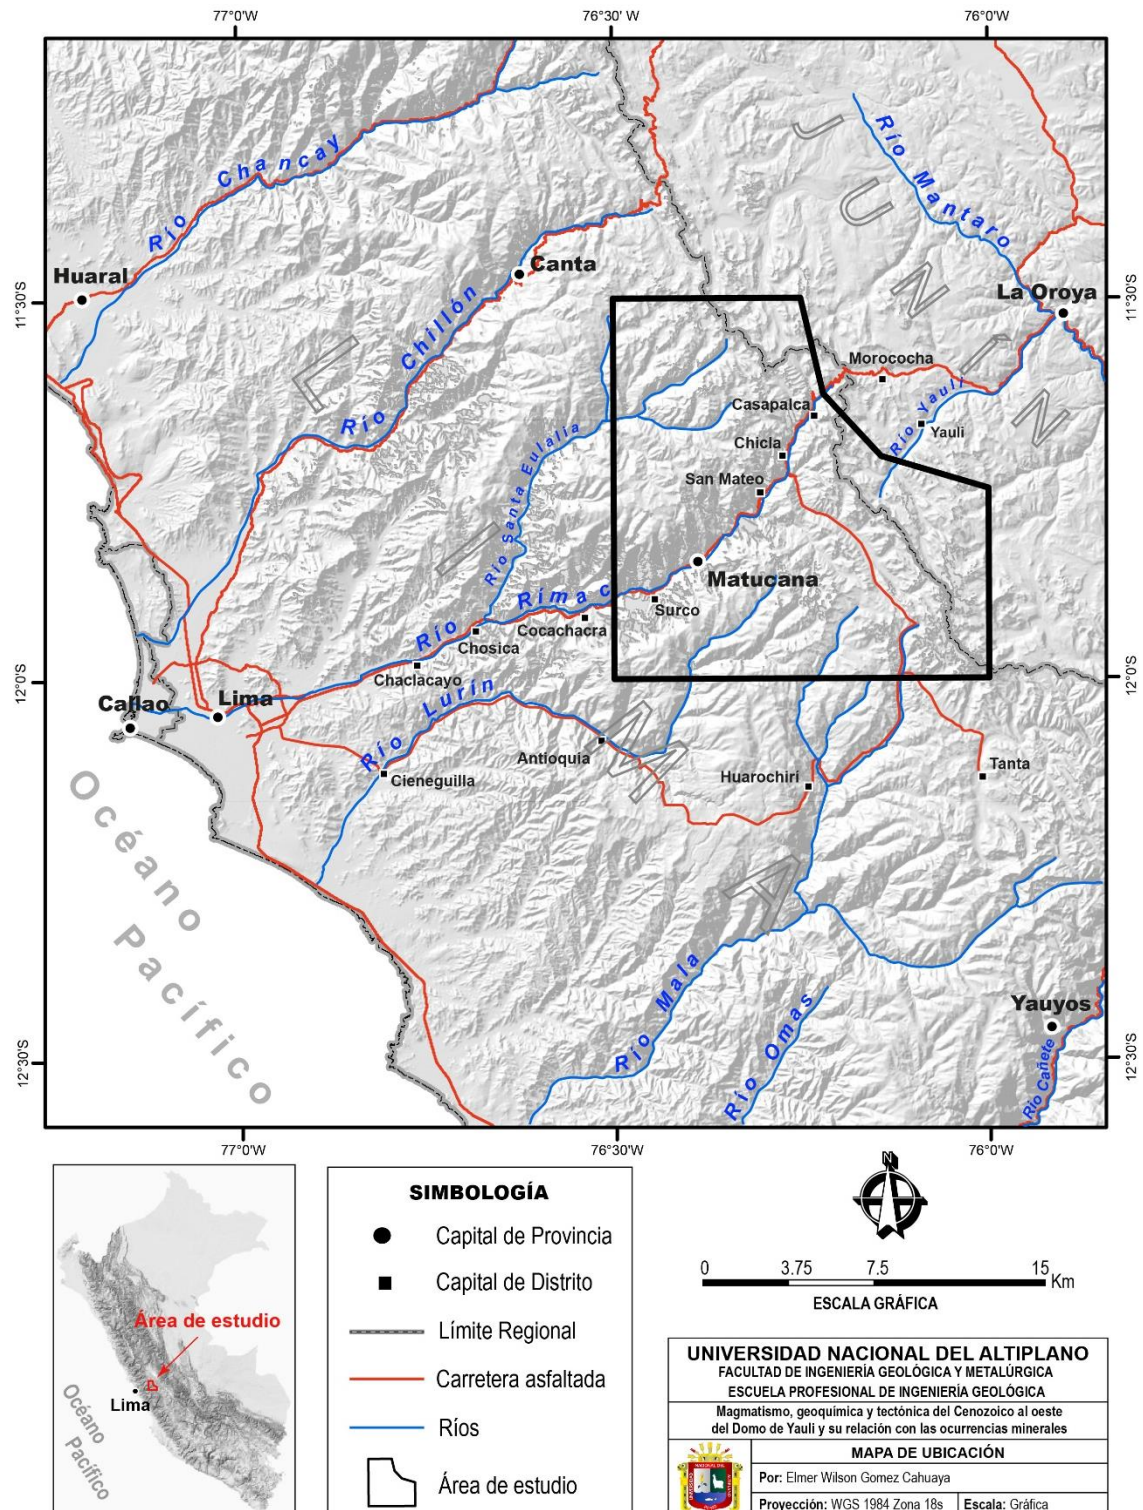 77°0'W
76°30'W
76°0'W
Río Chancay
Río Mantaro
JUNÍN
Huaral
Canta
La Oroya
11°30'S
11°30'S
Río Chillón
Morococha
Casapalca
Río Yauli
Yauli
Chicla
San Mateo
Río Santa Eulalia
LIMA
Matucana
Río Rímac
Surco
Cocachacra
Chosica
Chaclacayo
12°0'S
12°0'S
Callao
Lima
Río Lurín
Antioquia
Cieneguilla
Huarochiri
Tanta
Océano
Pacífico
Río Mala
Río Omas
Yauyos
Río Cañete
12°30'S
12°30'S
77°0'W
76°30'W
76°0'W
Área de estudio
Lima
Océano
Pacífico
SIMBOLOGÍA
Capital de Provincia
Capital de Distrito
Límite Regional
Carretera asfaltada
Ríos
Área de estudio
N
0 3.75 7.5 15
Km
ESCALA GRÁFICA
UNIVERSIDAD NACIONAL DEL ALTIPLANO
FACULTAD DE INGENIERÍA GEOLÓGICA Y METALÚRGICA
ESCUELA PROFESIONAL DE INGENIERÍA GEOLÓGICA
Magmatismo, geoquímica y tectónica del Cenozoico al oeste
del Domo de Yauli y su relación con las ocurrencias minerales
MAPA DE UBICACIÓN
Por: Elmer Wilson Gomez Cahuaya
Proyección: WGS 1984 Zona 18s
Escala: Gráfica